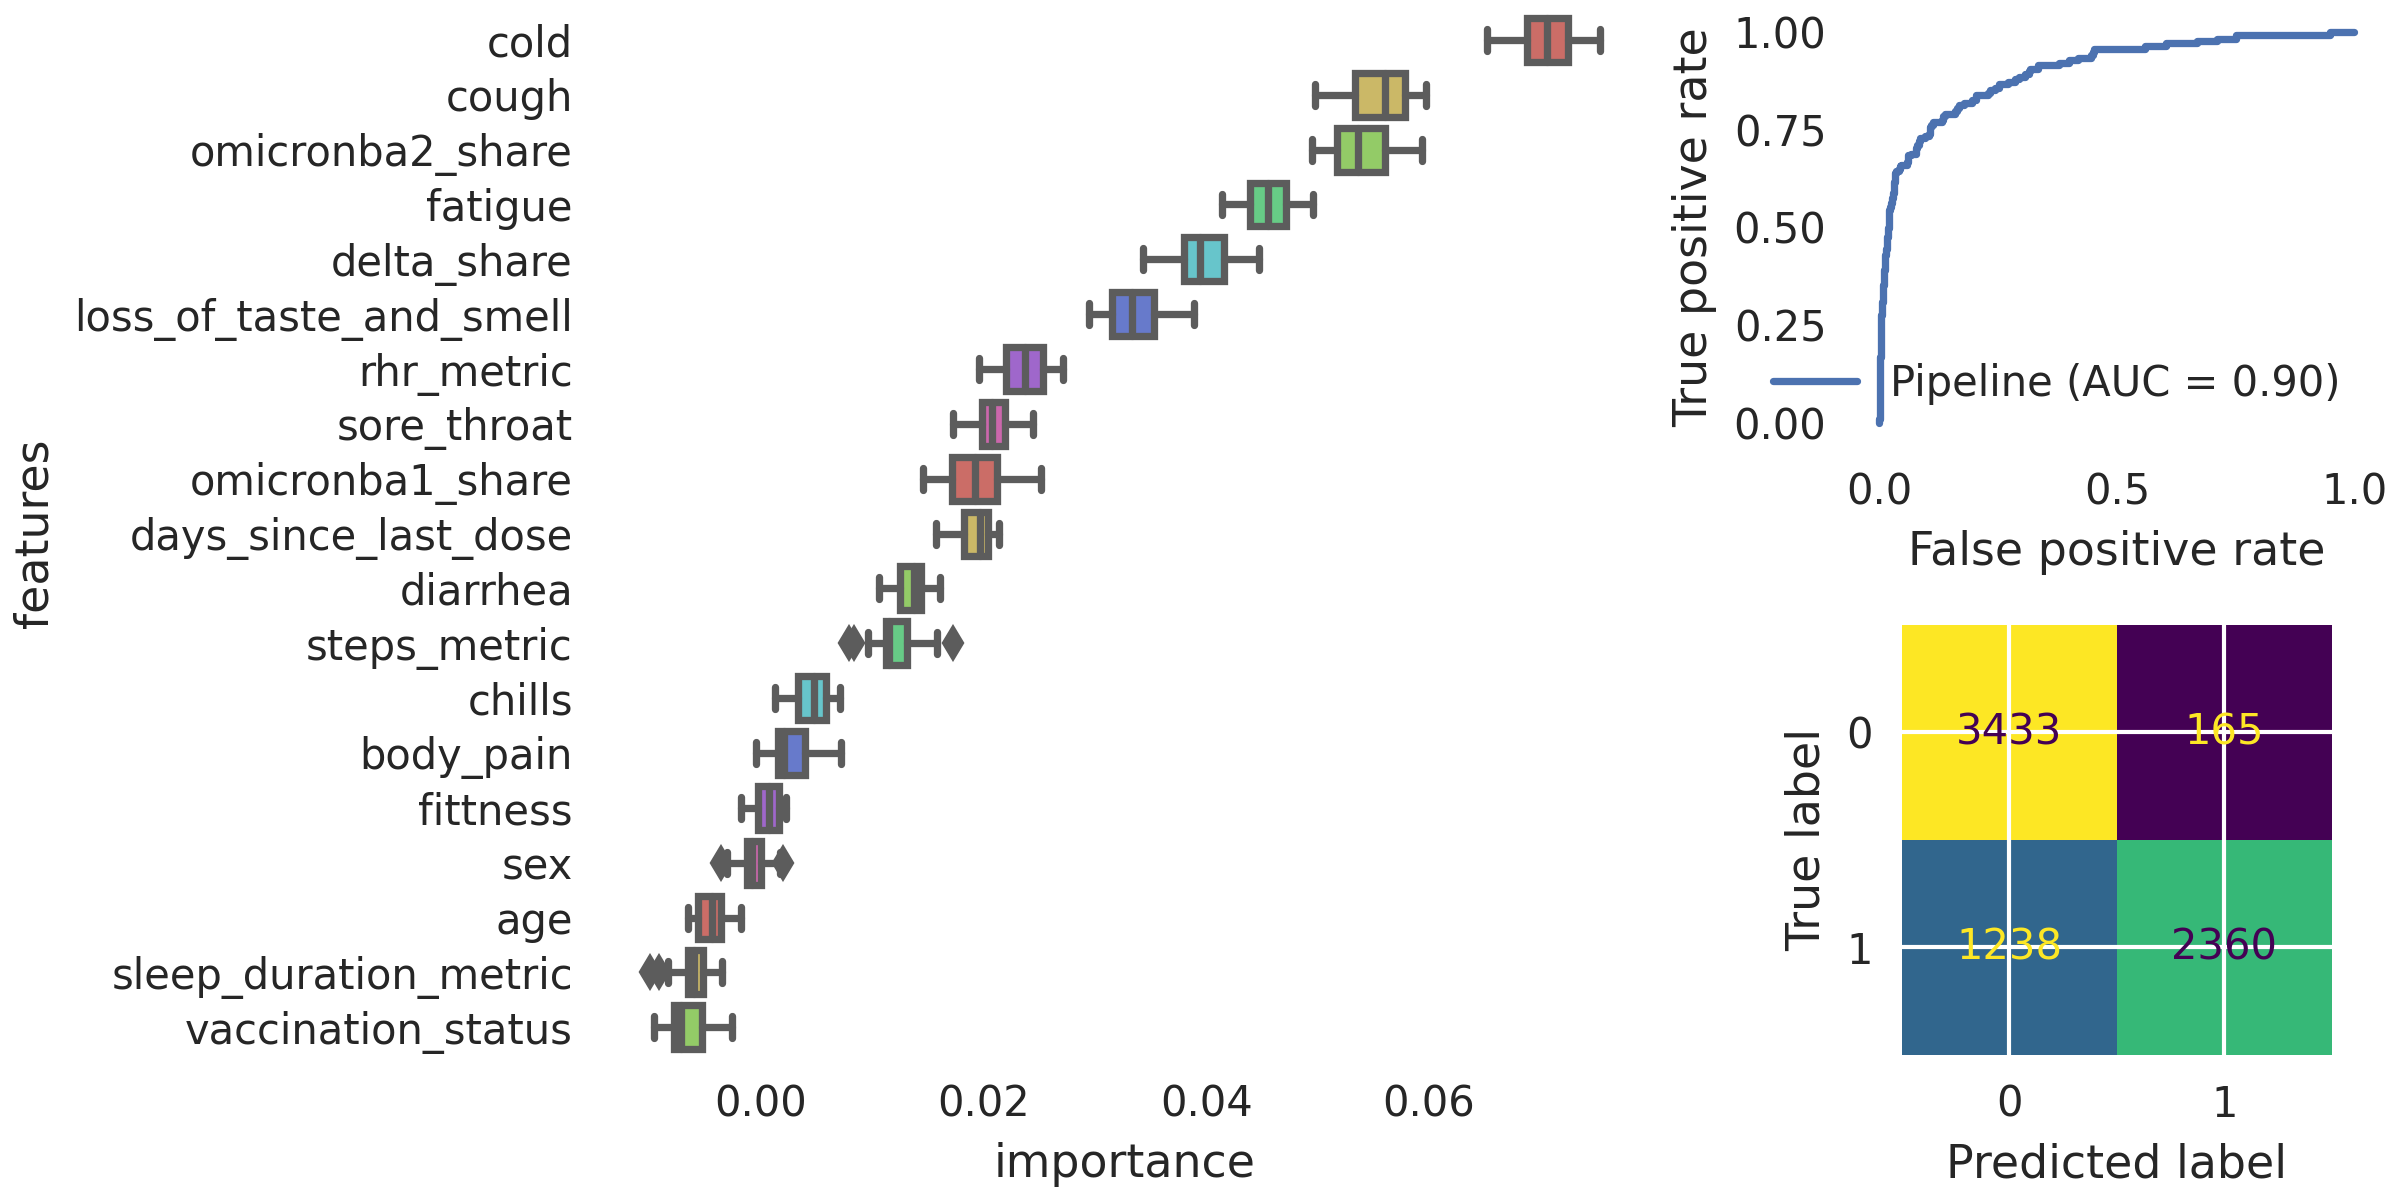 features
cold
cough
omicronba2_share
fatigue
delta_share
loss_of_taste_and_smell
rhr_metric
sore_throat
omicronba1_share
days_since_last_dose
diarrhea
steps_metric
chills
body_pain
fittness
sex
age
sleep_duration_metric
vaccination_status
0.00 0.02 0.04 0.06
importance
True positive rate
1.00
0.75
0.50
0.25
0.00
Pipeline (AUC = 0.90)
0.0 0.5 1.0
False positive rate
True label
0 3433 165
1 1238 2360
0 1
Predicted label